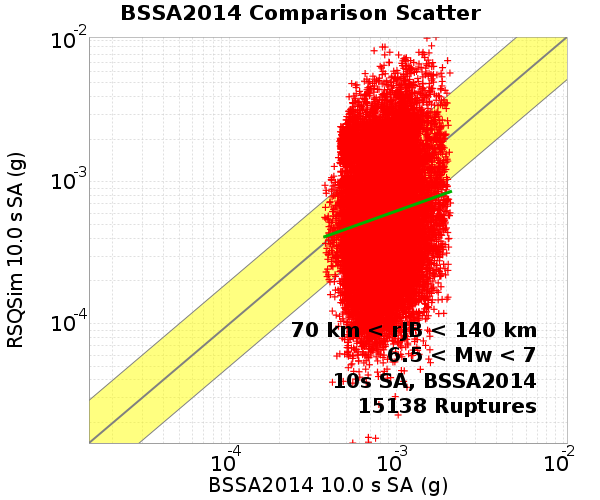 BSSA2014 Comparison Scatter
10-2
10-3
10-4
RSQSim 10.0 s SA (g)
70 km < rJB < 140 km
6.5 < Mw < 7
10s SA, BSSA2014
15138 Ruptures
10-4 10-3 10-2
BSSA2014 10.0 s SA (g)